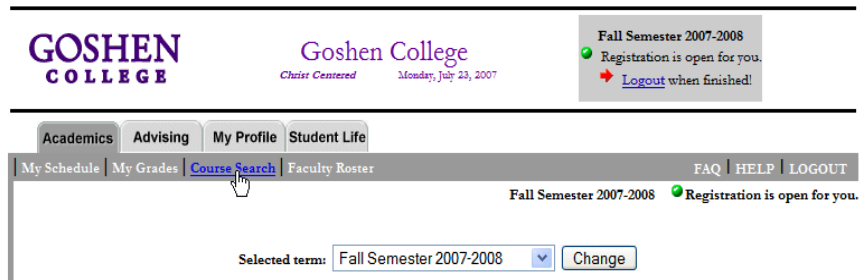 GOSHEN
COLLEGE
Goshen College
Christ Centered Monday, July 23, 2007
Fall Semester 2007-2008
Registration is open for you.
Logout when finished!
Academics Advising My Profile Student Life
My Schedule My Grades Course Search Faculty Roster FAQ HELP LOGOUT
Fall Semester 2007-2008 Registration is open for you.
Selected term: Fall Semester 2007-2008 Change